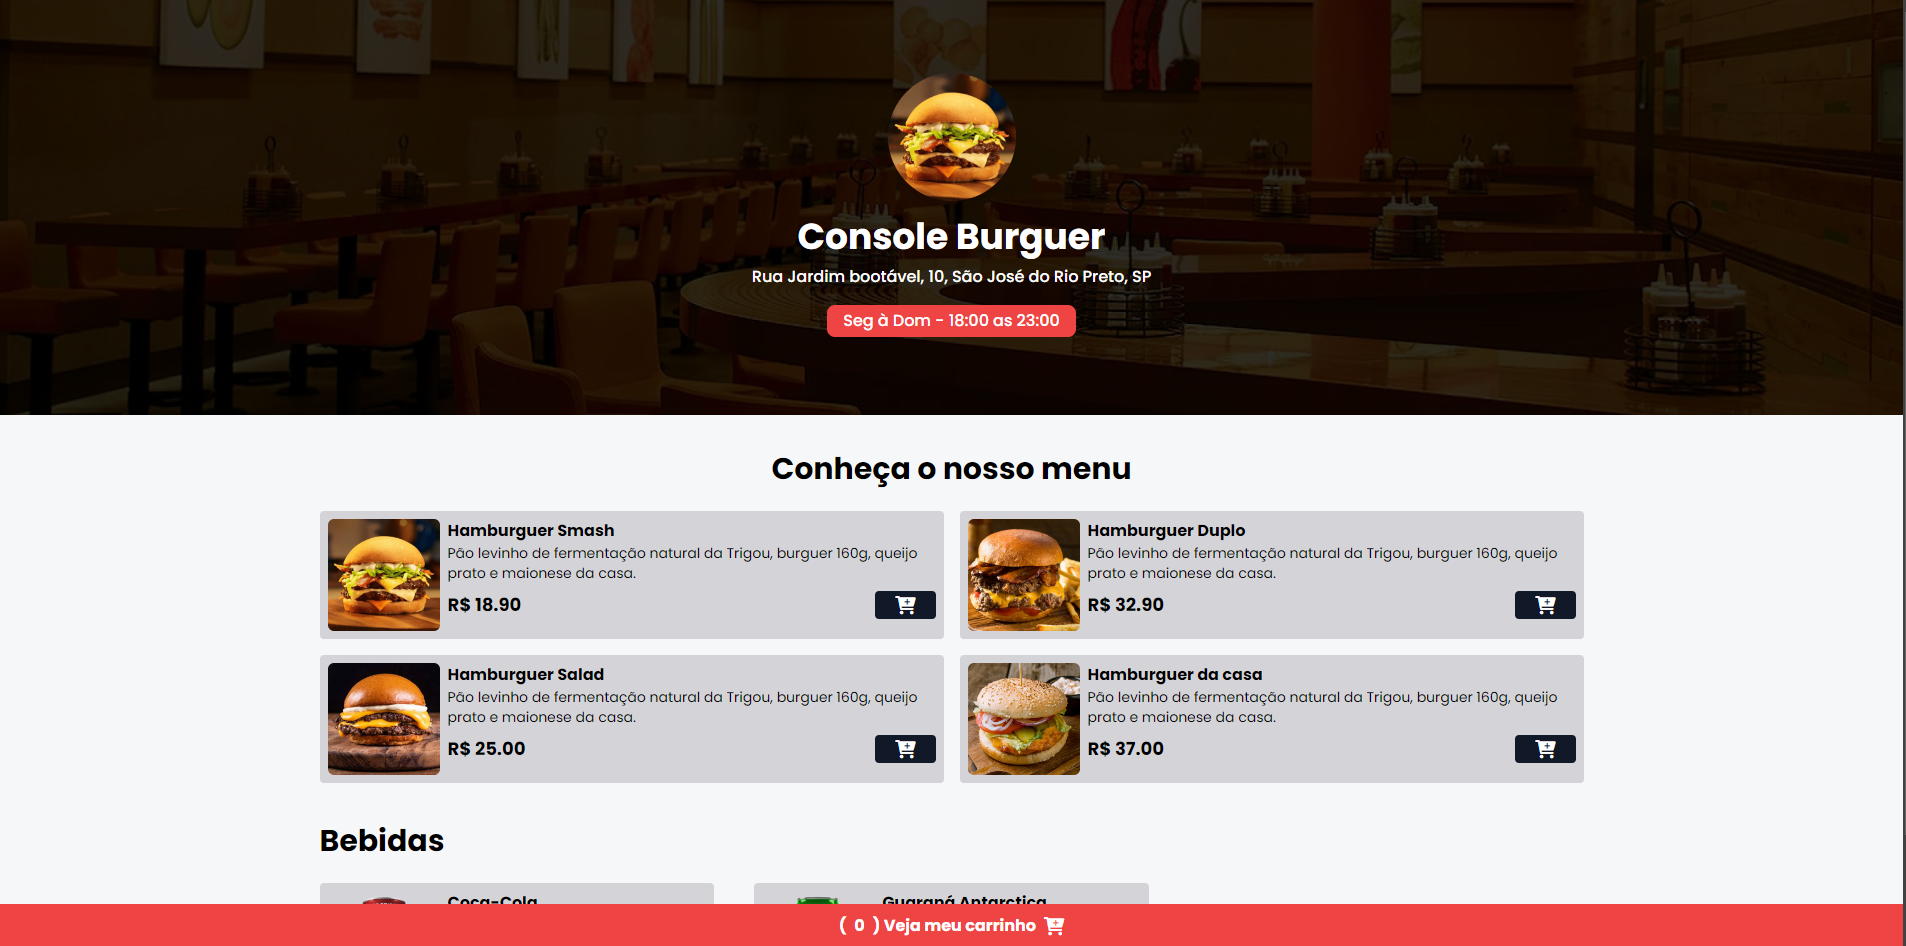 Console Burguer
Rua Jardim bootável, 10, São José do Rio Preto, SP
Seg à Dom - 18:00 as 23:00
Conheça o nosso menu
Hamburguer Smash
Pão levinho de fermentação natural da Trigou, burguer 160g, queijo
prato e maionese da casa.
R$ 18.90
Hamburguer Duplo
Pão levinho de fermentação natural da Trigou, burguer 160g, queijo
prato e maionese da casa.
R$ 32.90
Hamburguer Salad
Pão levinho de fermentação natural da Trigou, burguer 160g, queijo
prato e maionese da casa.
R$ 25.00
Hamburguer da casa
Pão levinho de fermentação natural da Trigou, burguer 160g, queijo
prato e maionese da casa.
R$ 37.00
Bebidas
Coca-Cola
Guaraná Antarctica
( 0 ) Veja meu carrinho